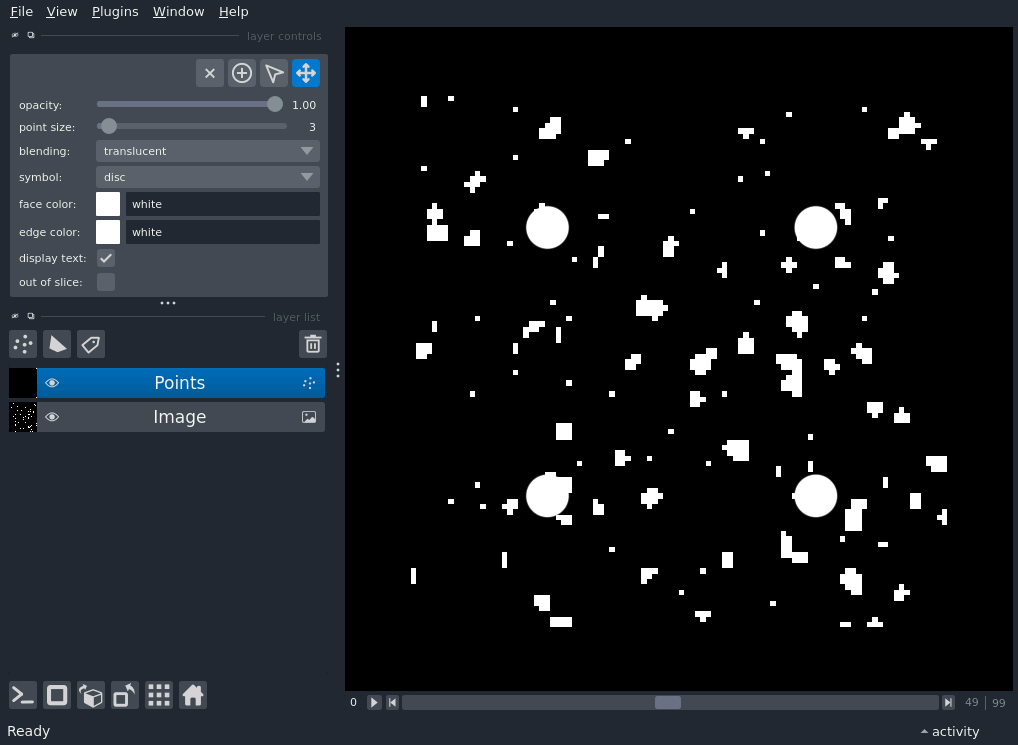 File View Plugins Window Help
layer controls
opacity: 1.00
point size: 3
blending: translucent
symbol: disc
face color: white
edge color: white
display text:
out of slice:
layer list
Points
Image
0 49 99
Ready activity